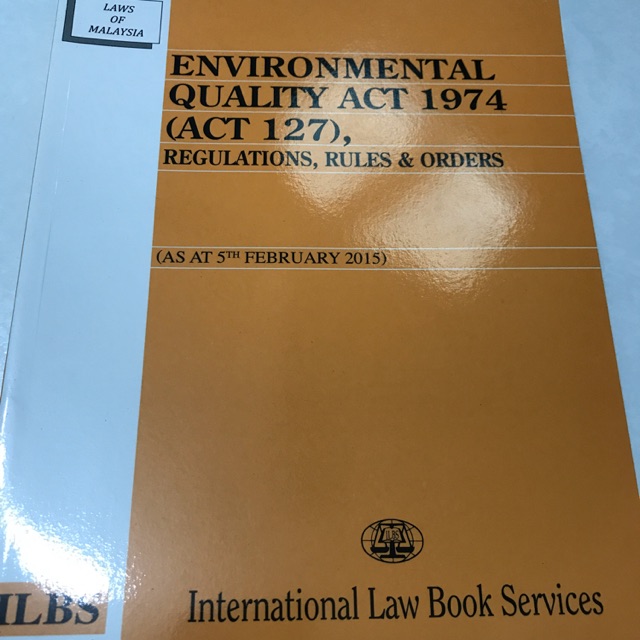 LAWS
OF
MALAYSIA
ENVIRONMENTAL
QUALITY ACT 1974
(ACT 127),
REGULATIONS, RULES & ORDERS
(AS AT 5TH FEBRUARY 2015)
ILBS
International Law Book Services
ILBS